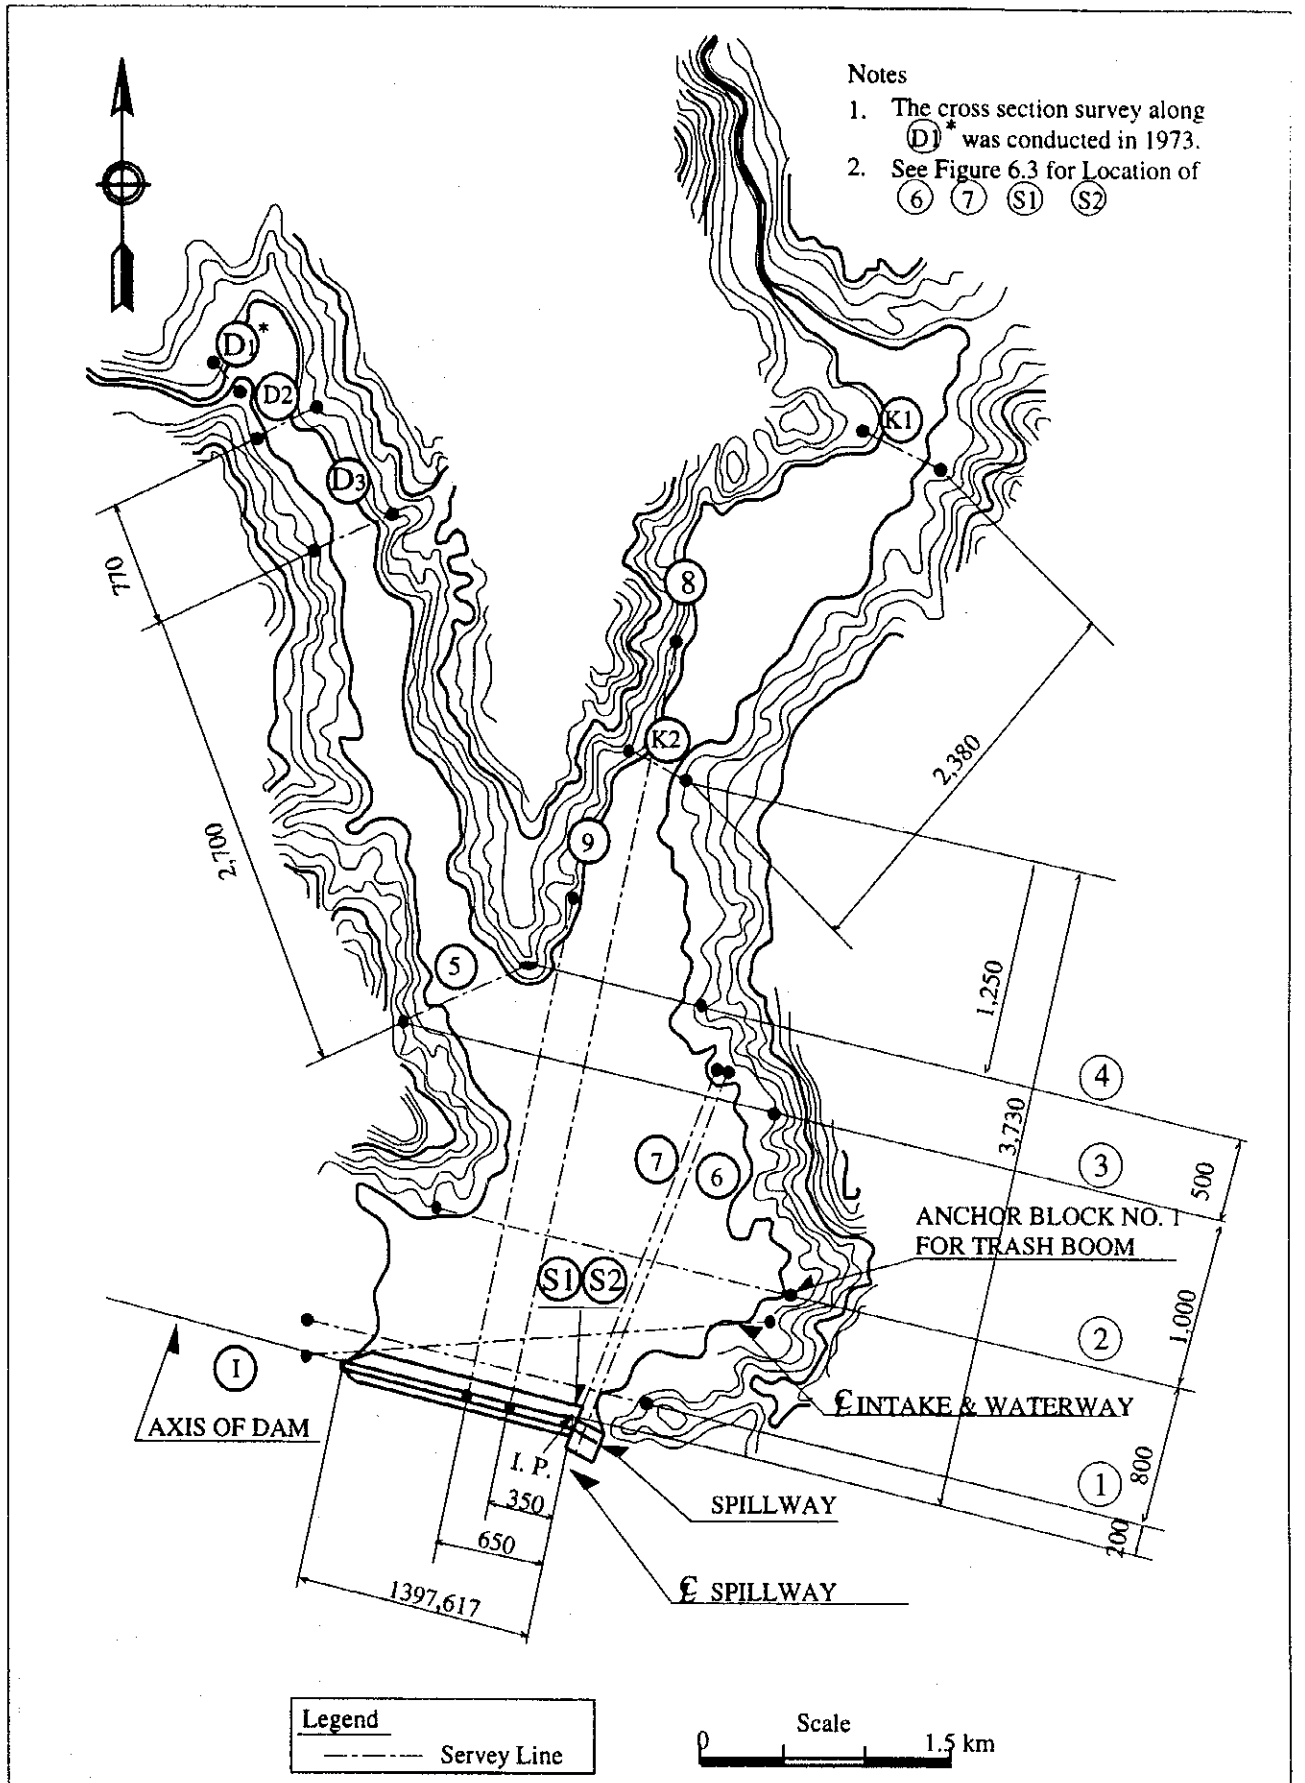 Notes
1. The cross section survey along
D1* was conducted in 1973.
2. See Figure 6.3 for Location of
6 7 S1 S2
D1*
D2
K1
D3
770
8
2,380
K2
2,700
9
5
1,250
4
3,730
7
6
3
500
ANCHOR BLOCK NO. 1
FOR TRASH BOOM
S1 S2
1.000
2
I
AXIS OF DAM
℄ INTAKE & WATERWAY
I. P.
1
800
350
SPILLWAY
200
650
1397,617
℄ SPILLWAY
Legend
Servey Line
Scale
0 1.5 km